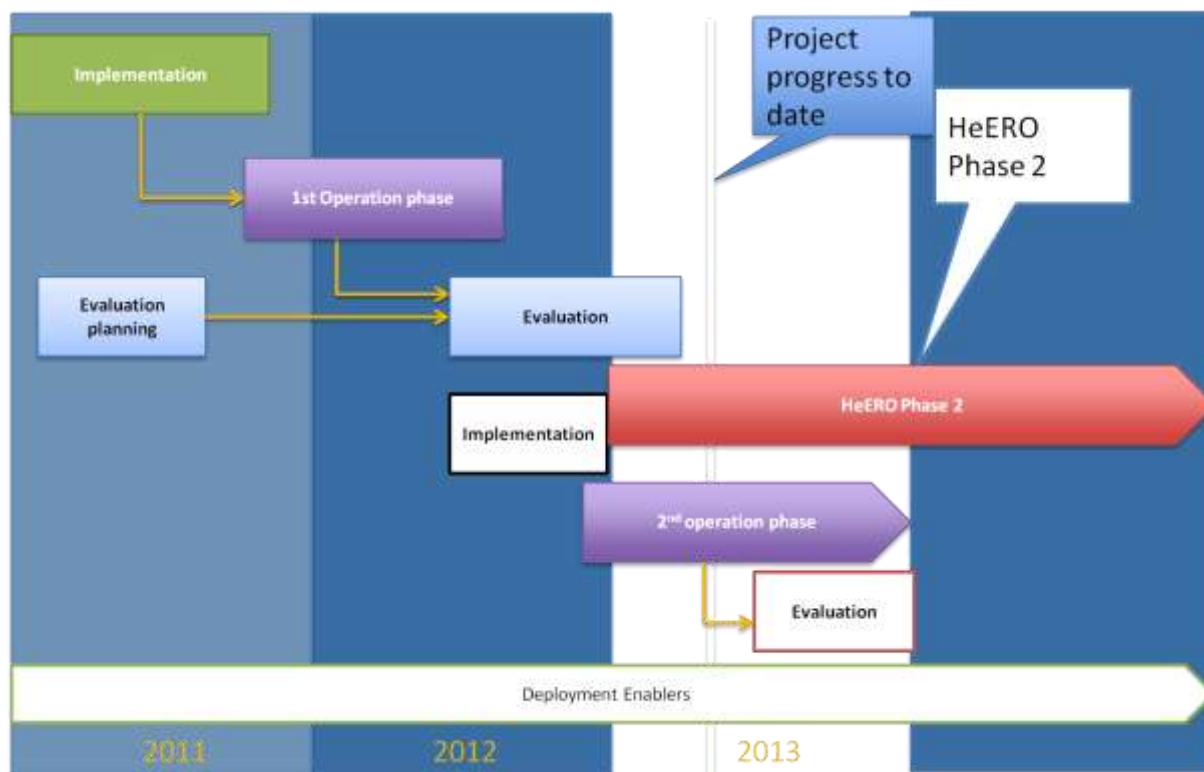 Project
progress to
date
Implementation
HeERO
Phase 2
1st Operation phase
Evaluation
planning
Evaluation
HeERO Phase 2
Implementation
2nd operation phase
Evaluation
Deployment Enablers
2011
2012
2013